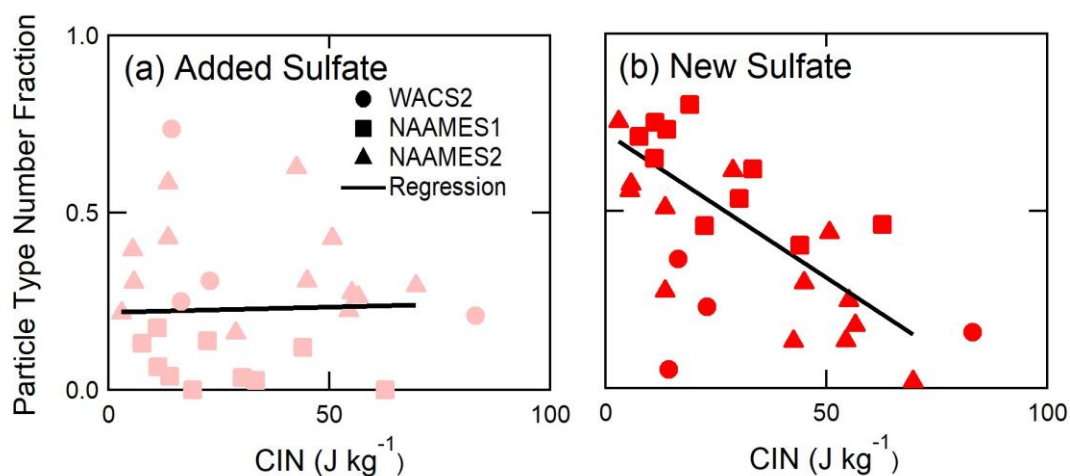 Particle Type Number Fraction
1.0
0.5
0.0
(a) Added Sulfate
WACS2
NAAMES1
NAAMES2
Regression
0
50
100
CIN (J kg⁻¹)
(b) New Sulfate
0
50
100
CIN (J kg⁻¹)